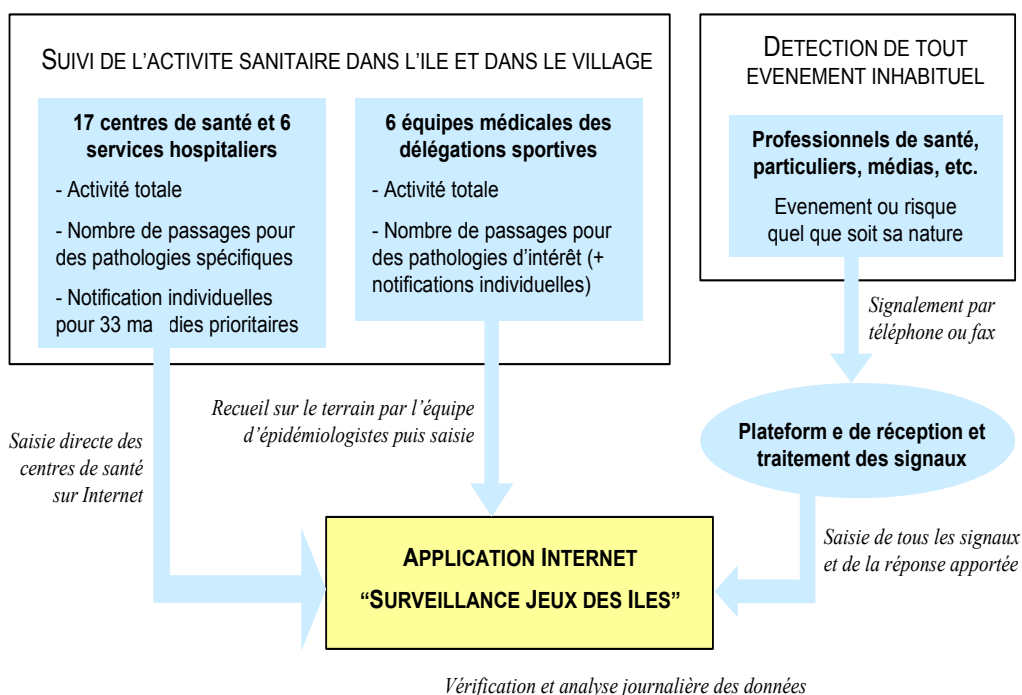 SUIVI DE L'ACTIVITE SANITAIRE DANS L'ILE ET DANS LE VILLAGE
17 centres de santé et 6
services hospitaliers
- Activité totale
- Nombre de passages pour
des pathologies spécifiques
- Notification individuelles
pour 33 ma dies prioritaires
6 équipes médicales des
délégations sportives
- Activité totale
- Nombre de passages pour
des pathologies d'intérêt (+
notifications individuelles)
DETECTION DE TOUT
EVENEMENT INHABITUEL
Professionnels de santé,
particuliers, médias, etc.
Evenement ou risque
quel que soit sa nature
Signalement par
téléphone ou fax
Recueil sur le terrain par l'équipe
d'épidémiologistes puis saisie
Saisie directe des
centres de santé
sur Internet
Plateform e de réception et
traitement des signaux
Saisie de tous les signaux
et de la réponse apportée
APPLICATION INTERNET
“SURVEILLANCE JEUX DES ILES”
Vérification et analyse journalière des données